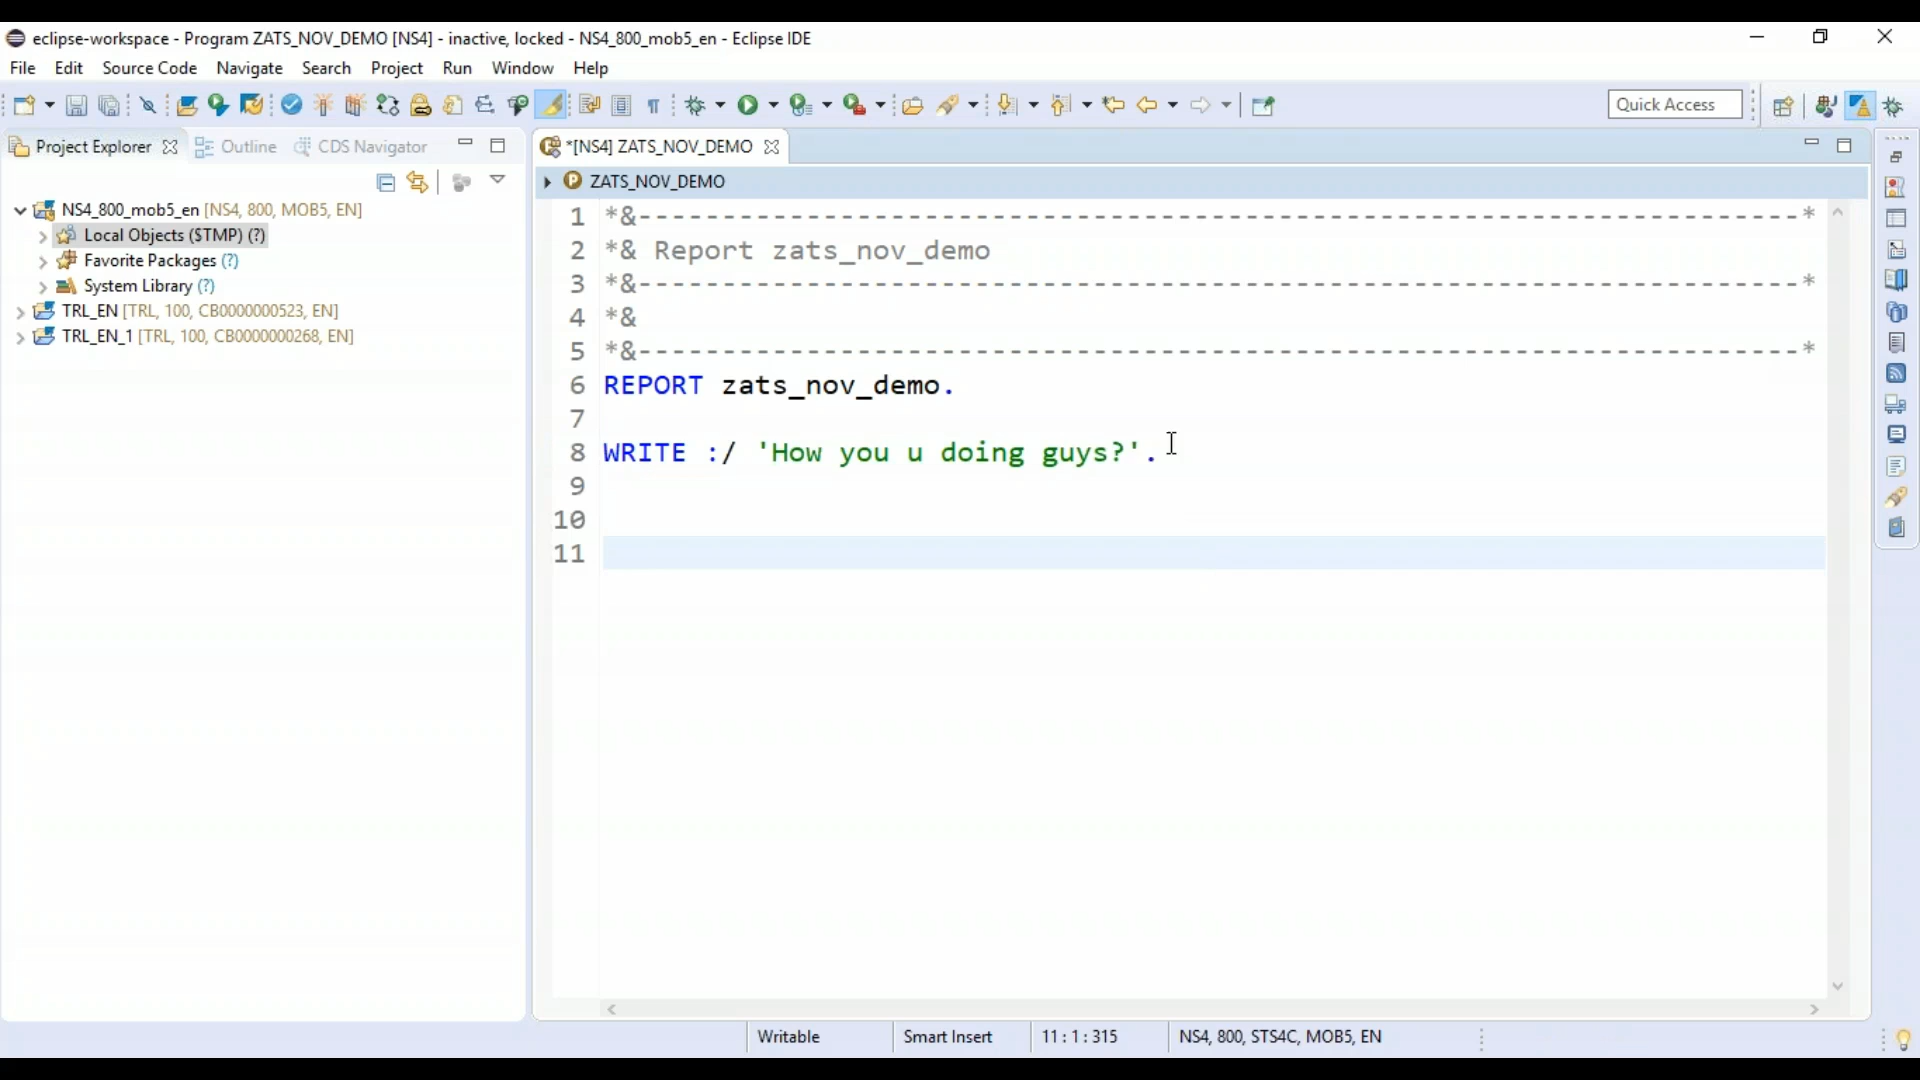 eclipse-workspace - Program ZATS_NOV_DEMO [NS4] - inactive, locked - NS4_800_mob5_en - Eclipse IDE
File Edit Source Code Navigate Search Project Run Window Help
Quick Access
Project Explorer Outline CDS Navigator
*[NS4] ZATS_NOV_DEMO
ZATS_NOV_DEMO
NS4_800_mob5_en [NS4, 800, MOB5, EN]
Local Objects ($TMP) (?)
Favorite Packages (?)
System Library (?)
TRL_EN [TRL, 100, CB0000000523, EN]
TRL_EN_1 [TRL, 100, CB0000000268, EN]
1 *&---------------------------------------------------------------------*
2 *& Report zats_nov_demo
3 *&---------------------------------------------------------------------*
4 *&
5 *&---------------------------------------------------------------------*
6 REPORT zats_nov_demo.
7
8 WRITE :/ 'How you u doing guys?'.
9
10
11
Writable Smart Insert 11 : 1 : 315 NS4, 800, STS4C, MOB5, EN